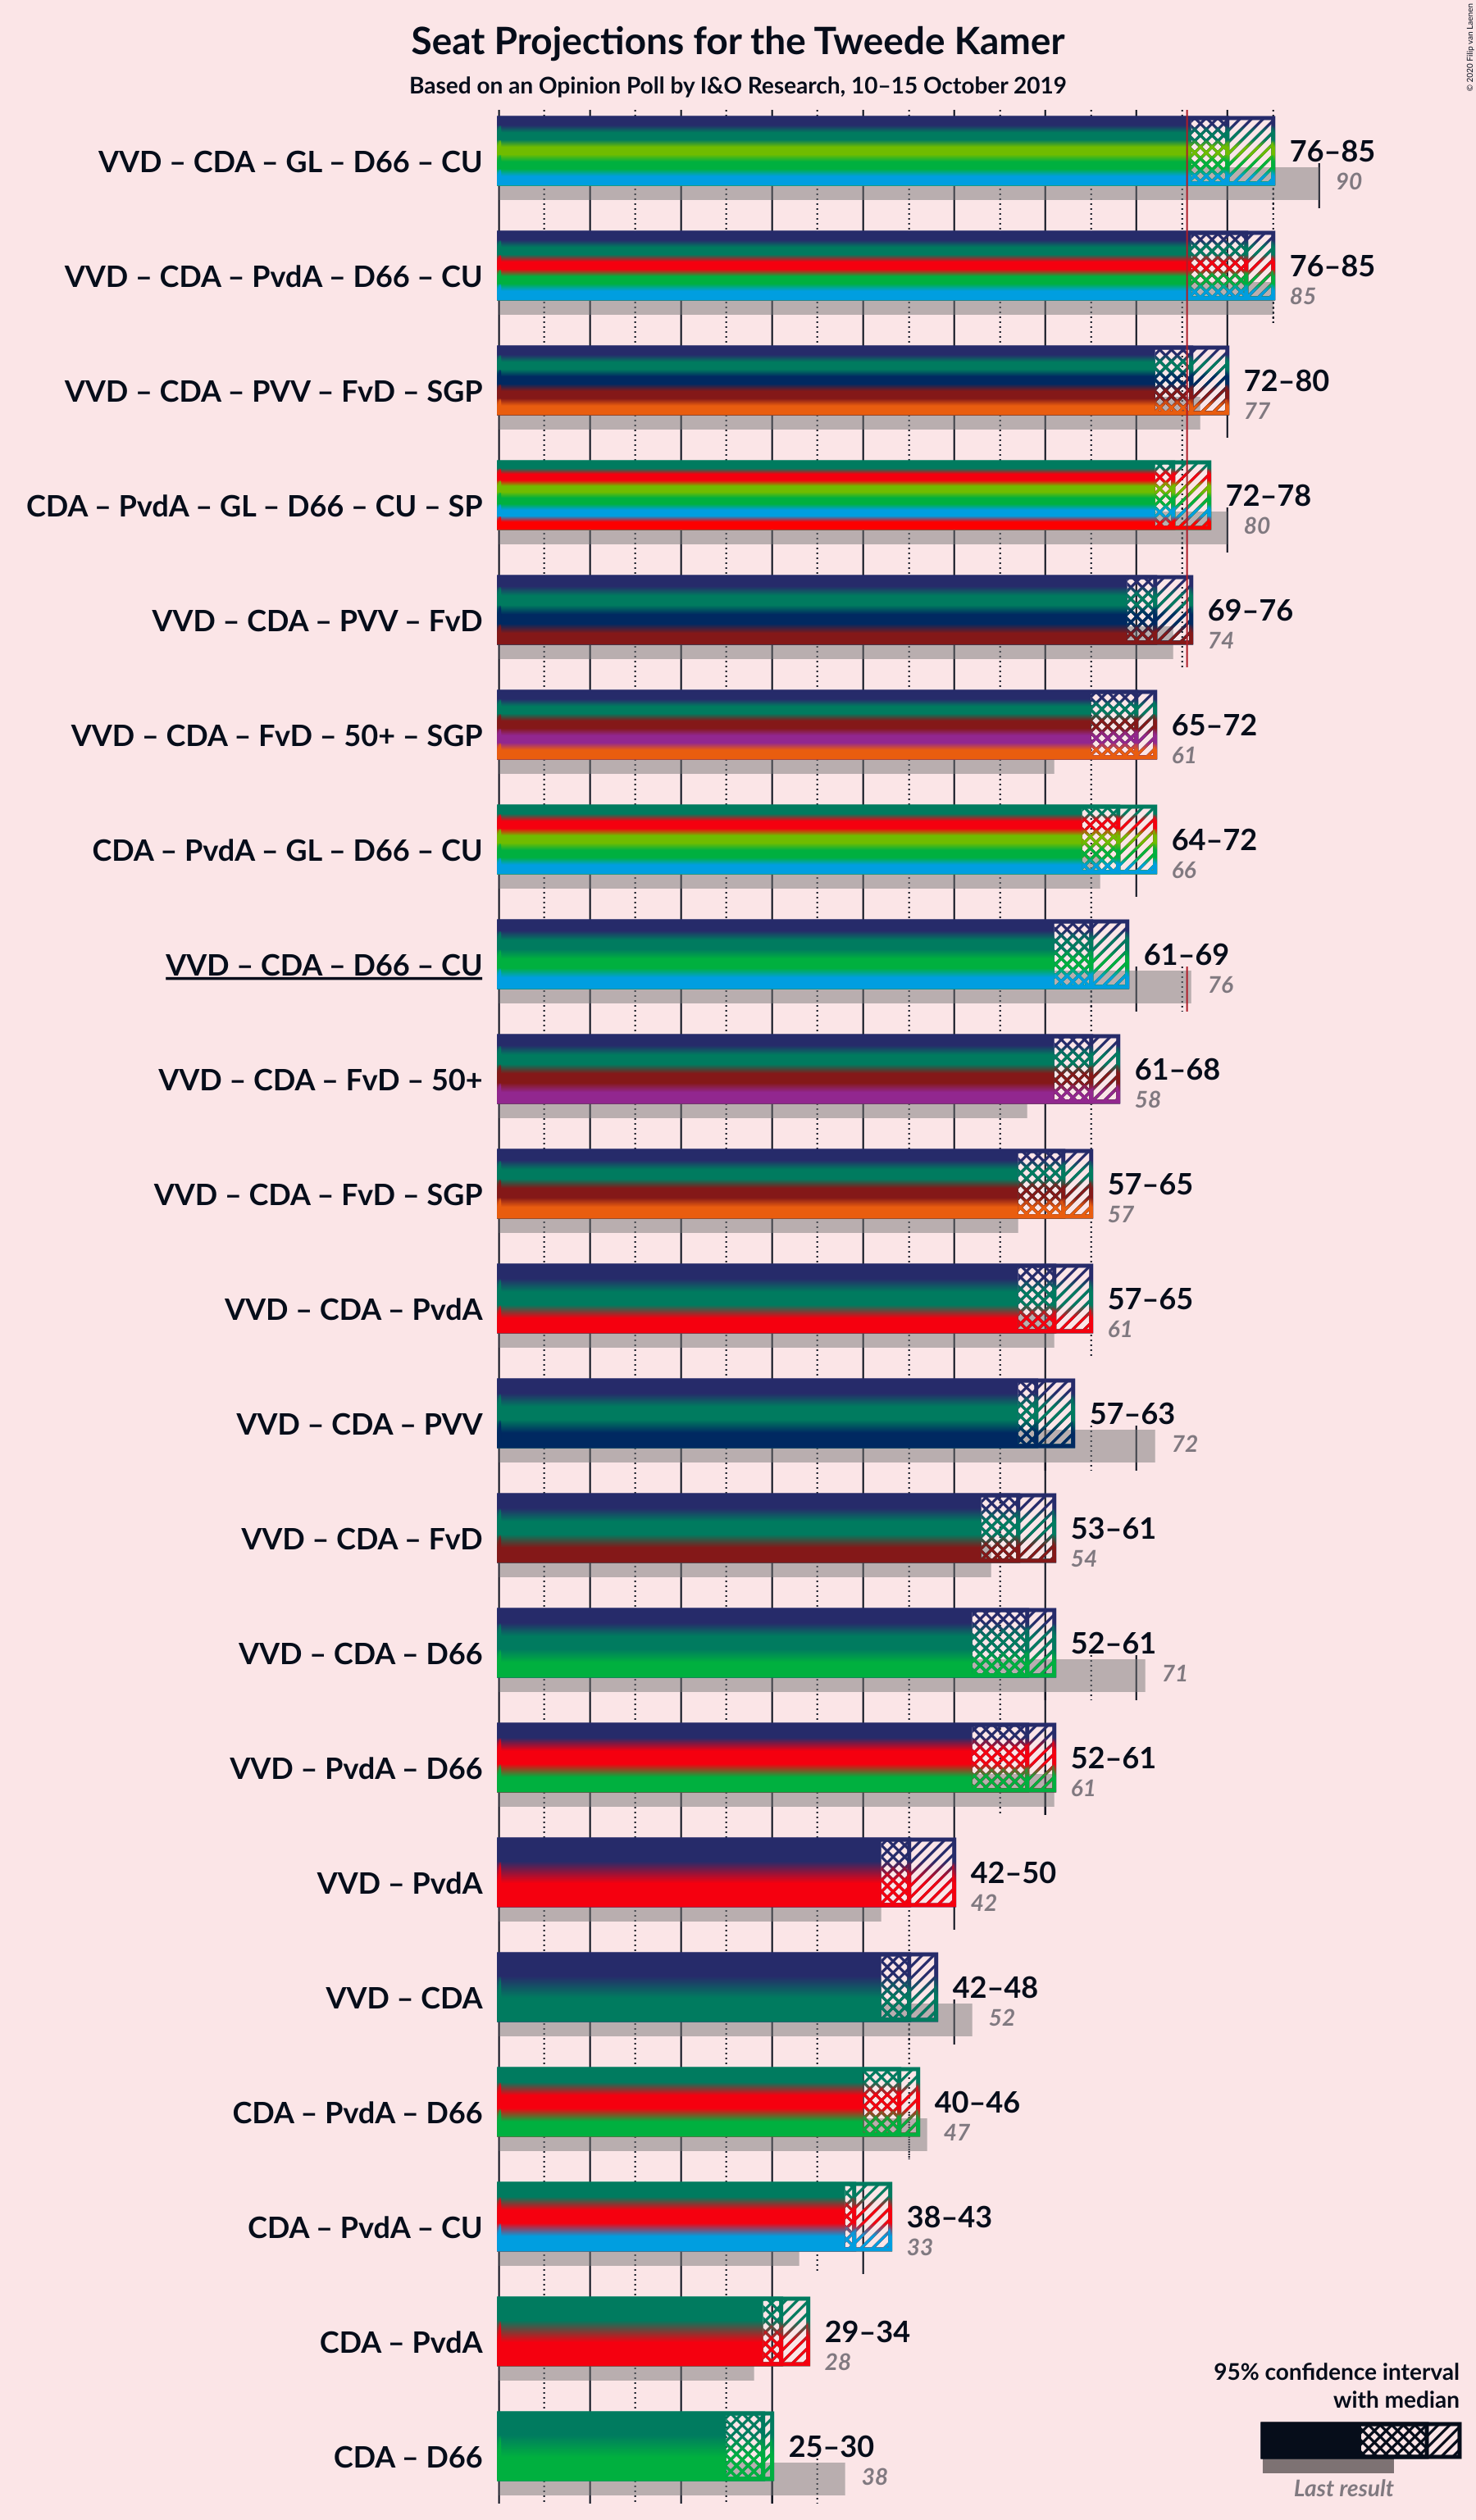 Seat Projections for the Tweede Kamer
Based on an Opinion Poll by I&O Research, 10–15 October 2019
© 2020 Filip van Laenen
VVD – CDA – GL – D66 – CU
76–85
90
VVD – CDA – PvdA – D66 – CU
76–85
85
VVD – CDA – PVV – FvD – SGP
72–80
77
CDA – PvdA – GL – D66 – CU – SP
72–78
80
VVD – CDA – PVV – FvD
69–76
74
VVD – CDA – FvD – 50+ – SGP
65–72
61
CDA – PvdA – GL – D66 – CU
64–72
66
VVD – CDA – D66 – CU
61–69
76
VVD – CDA – FvD – 50+
61–68
58
VVD – CDA – FvD – SGP
57–65
57
VVD – CDA – PvdA
57–65
61
VVD – CDA – PVV
57–63
72
VVD – CDA – FvD
53–61
54
VVD – CDA – D66
52–61
71
VVD – PvdA – D66
52–61
61
VVD – PvdA
42–50
42
VVD – CDA
42–48
52
CDA – PvdA – D66
40–46
47
CDA – PvdA – CU
38–43
33
CDA – PvdA
29–34
28
CDA – D66
25–30
38
95% confidence interval
with median
Last result